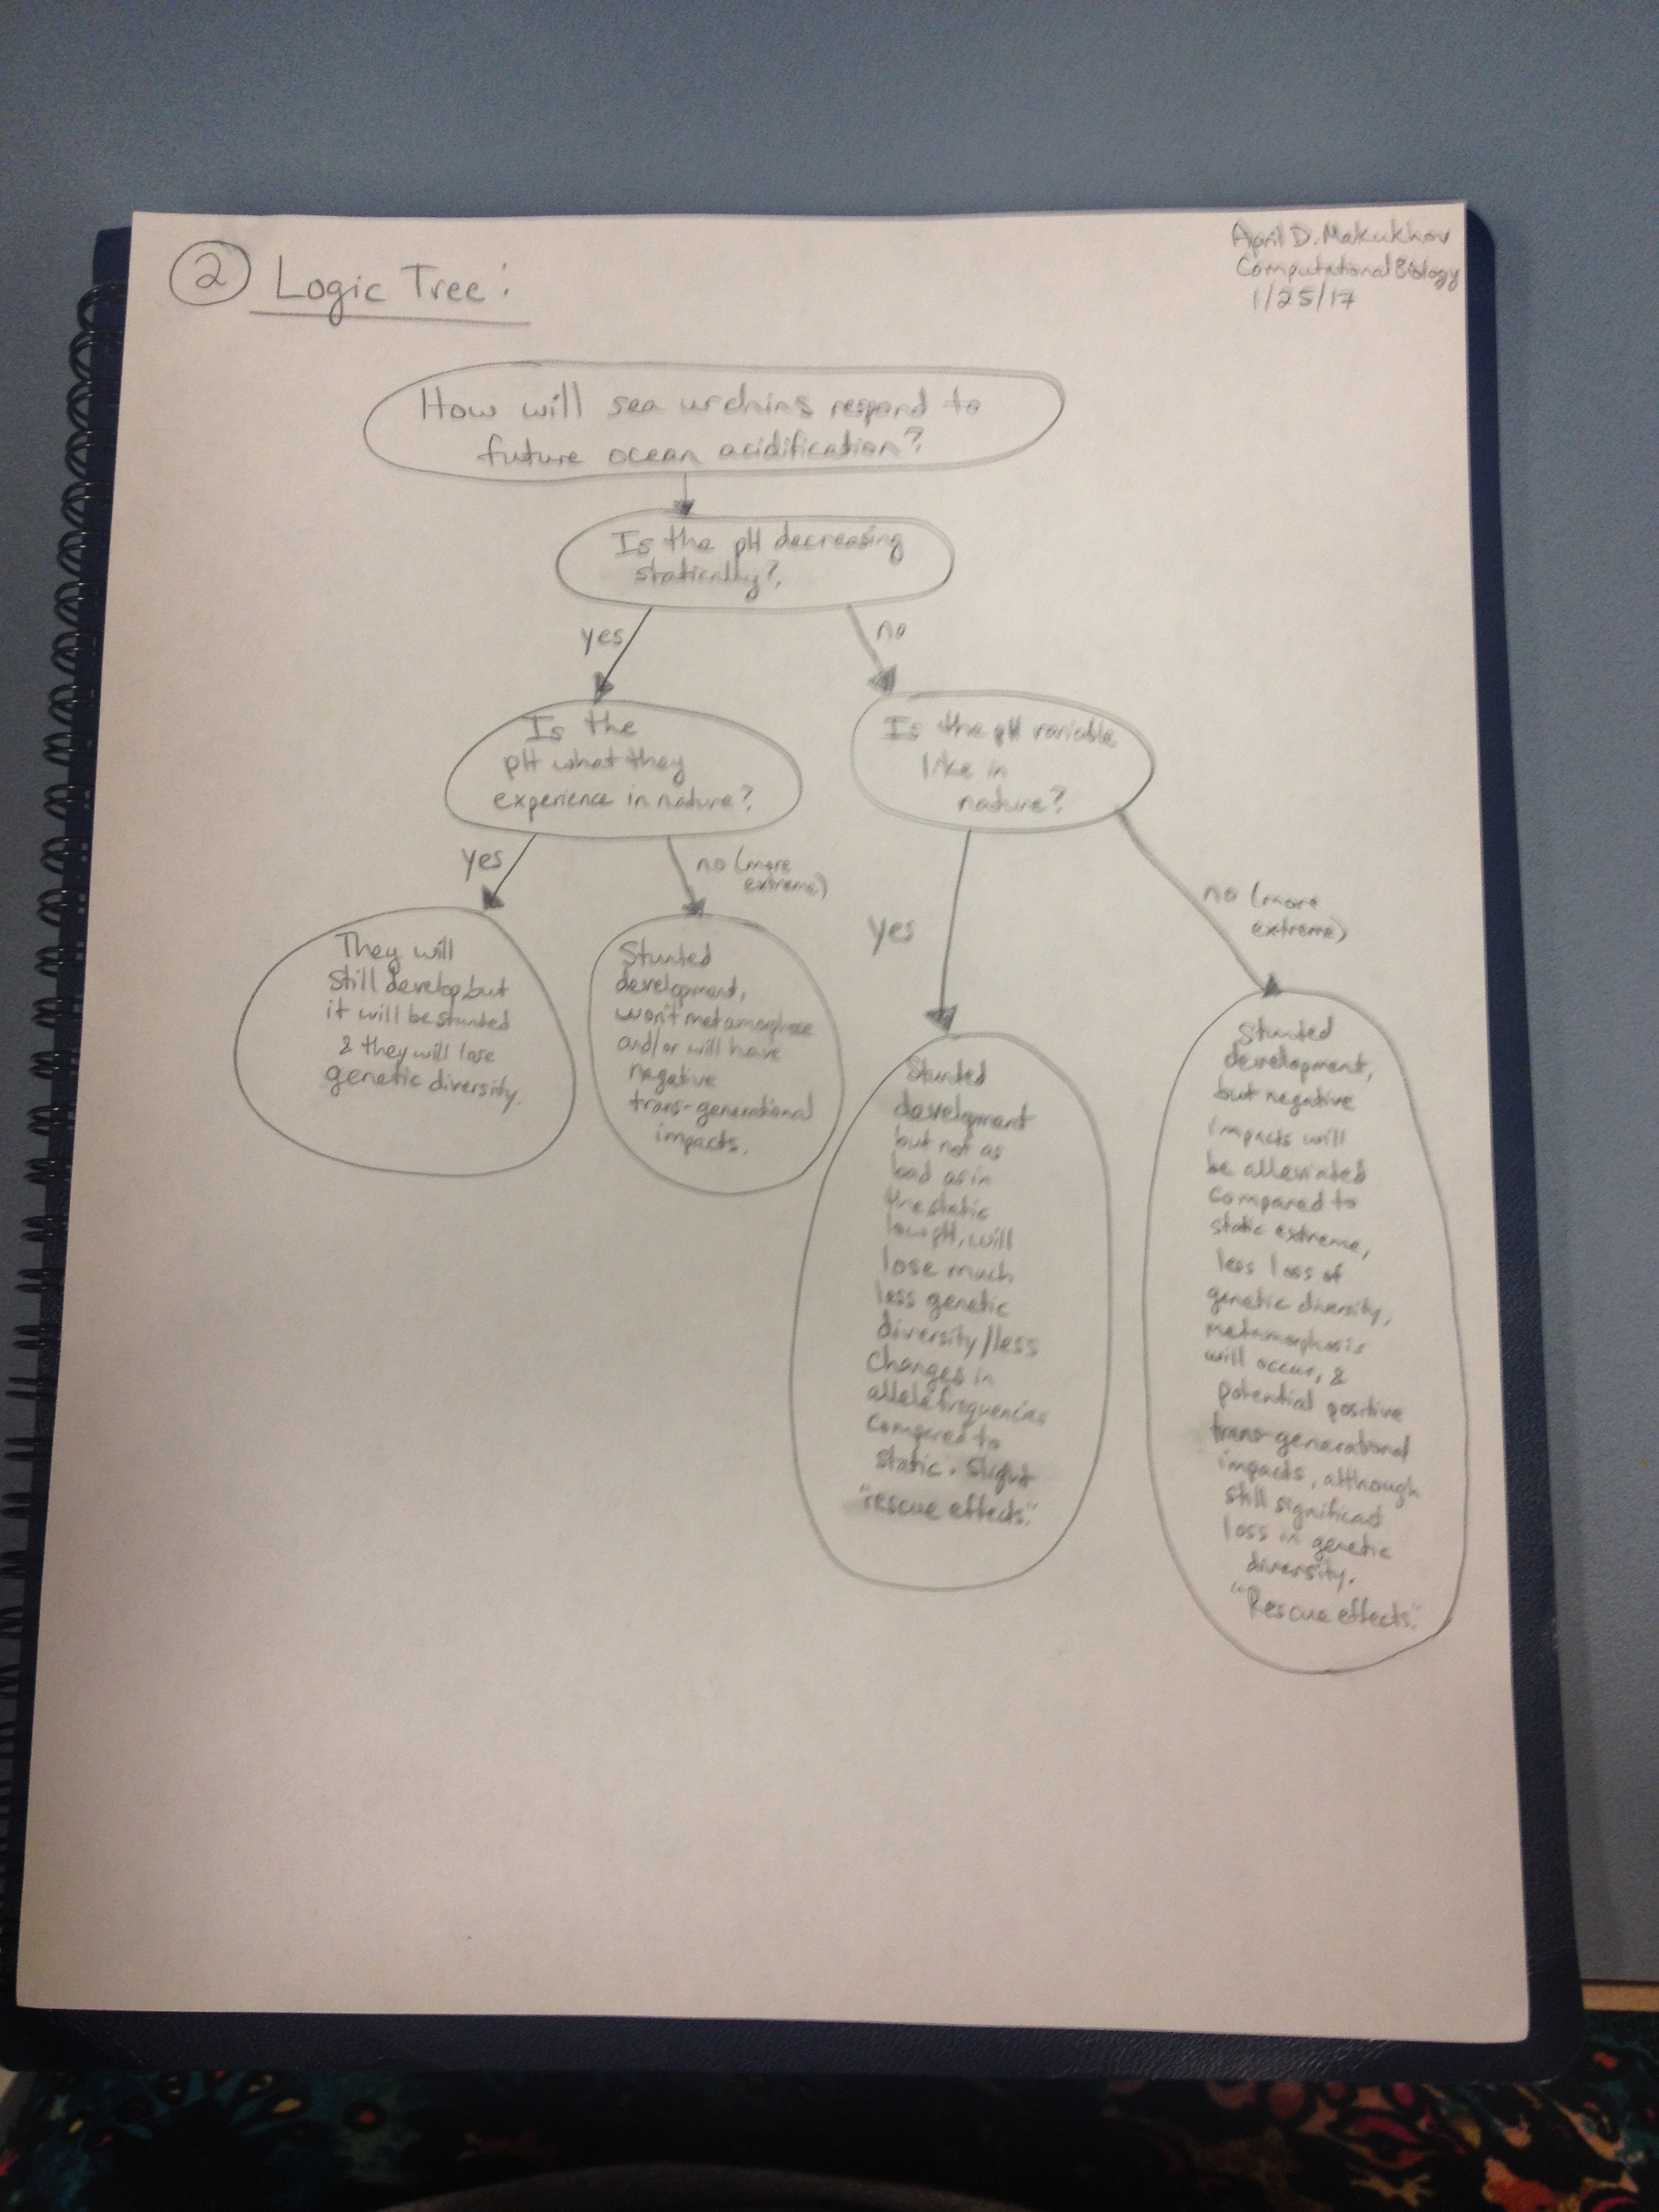 April D. Makukhov
Computational Biology
1/25/17
2 Logic Tree:
How will sea urchins respond to
future ocean acidification?
Is the pH decreasing
statically?
yes
no
Is the
pH what they
experience in nature?
Is the pH variable
like in
nature?
yes
no (more
extreme)
yes
no (more
extreme)
They will
still develop, but
it will be stunted
& they will lose
genetic diversity.
Stunted
development,
won't metamorphose
and/or will have
negative
trans-generational
impacts.
Stunted
development
but not as
bad as in
the static
low pH, will
lose much
less genetic
diversity/less
changes in
allele frequencies
compared to
static. Slight
"rescue effects."
Stunted
development,
but negative
impacts will
be alleviated
compared to
static extreme,
less loss of
genetic diversity,
metamorphosis
will occur, &
potential positive
trans-generational
impacts, although
still significant
loss in genetic
diversity.
"Rescue effects."